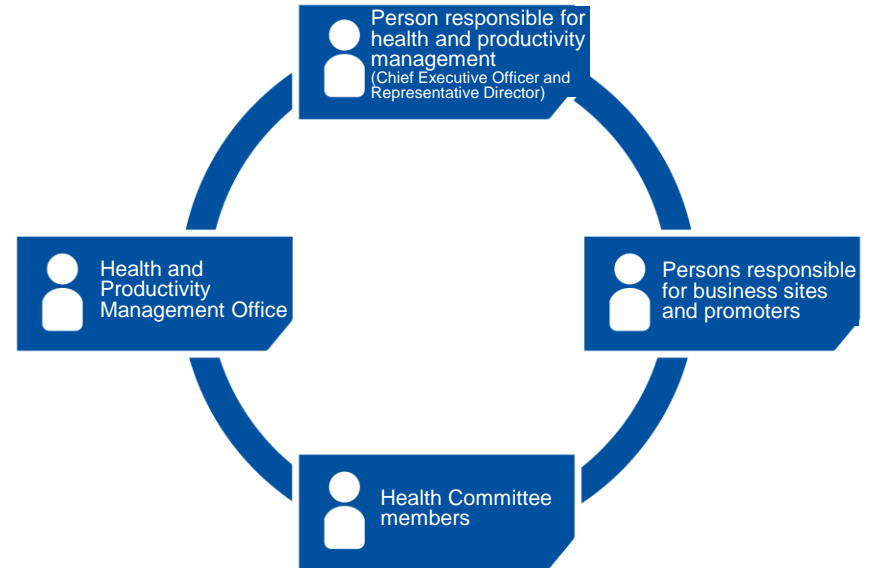 Person responsible for
health and productivity
management
(Chief Executive Officer and
Representative Director)
Health and
Productivity
Management Office
Persons responsible
for business sites
and promoters
Health Committee
members